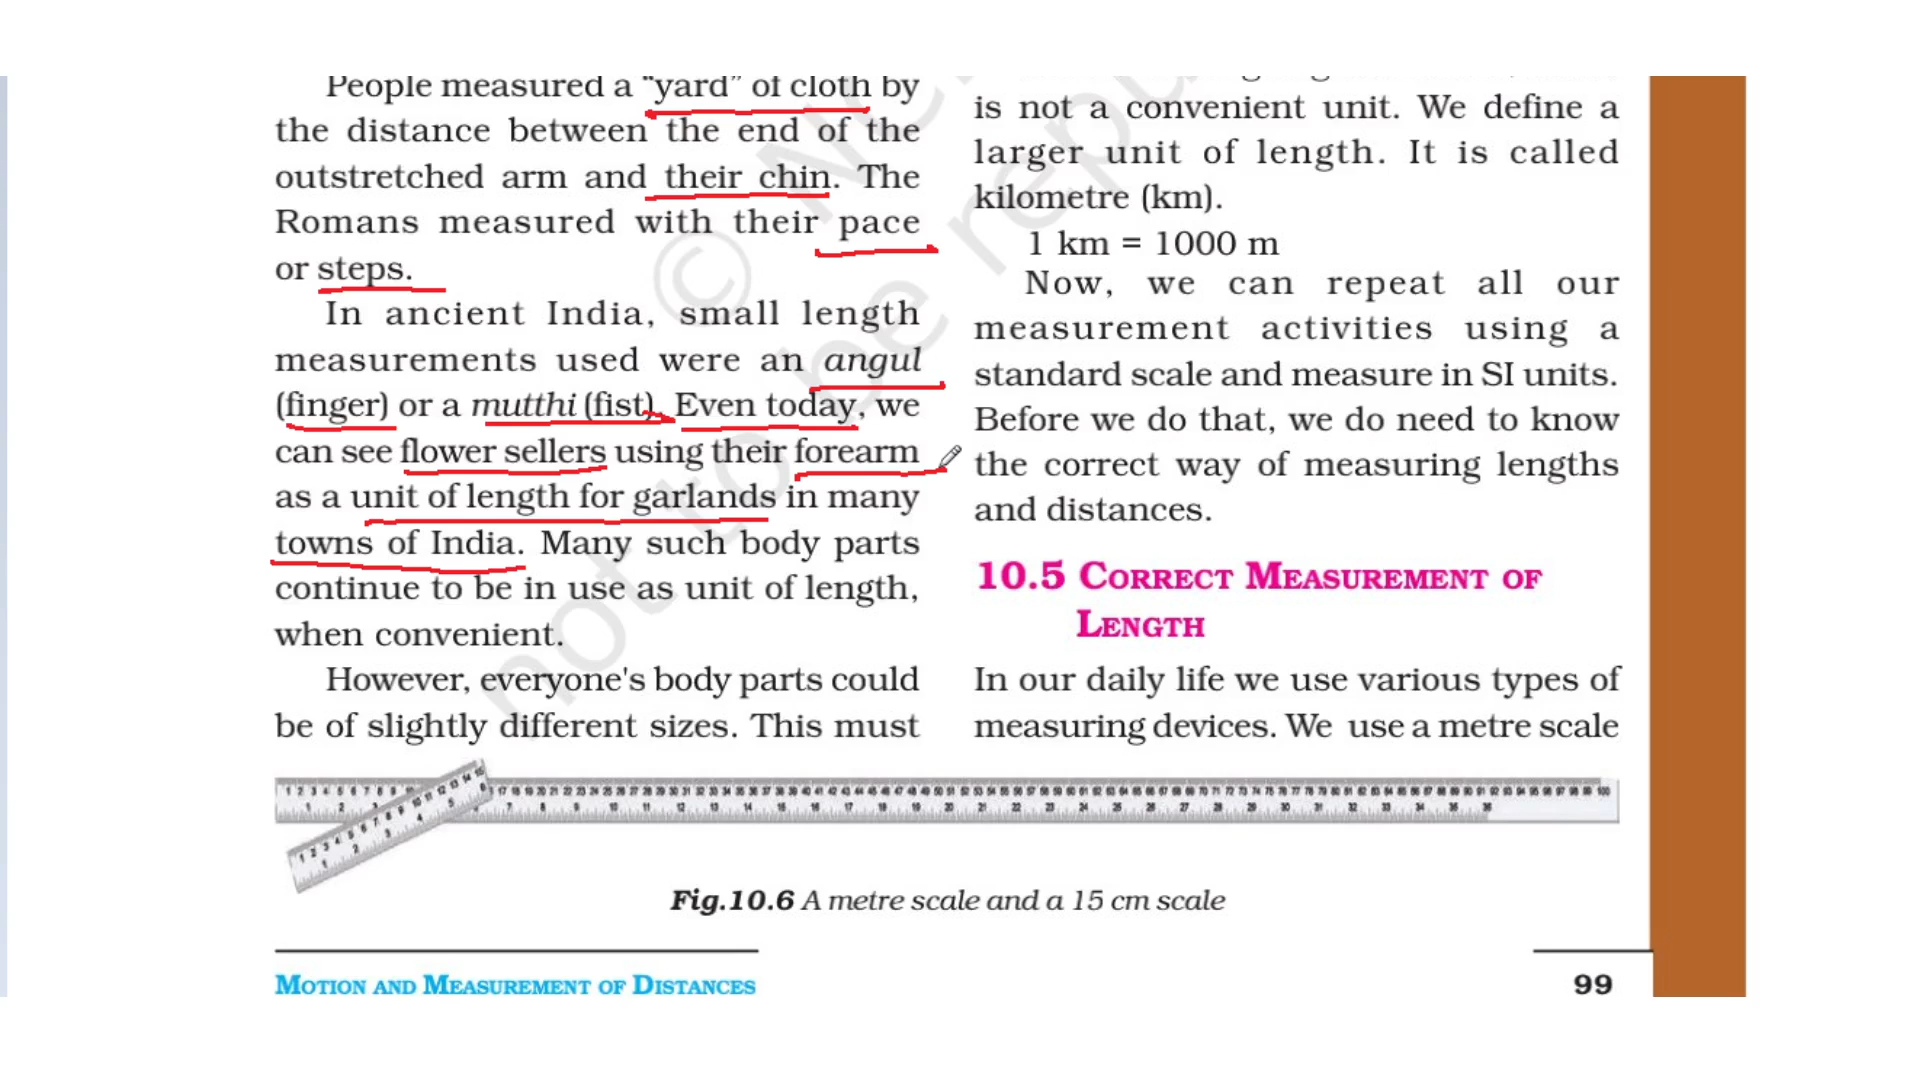 People measured a "yard" of cloth by
the distance between the end of the
outstretched arm and their chin. The
Romans measured with their pace
or steps.
In ancient India, small length
measurements used were an angul
(finger) or a mutthi (fist). Even today, we
can see flower sellers using their forearm
as a unit of length for garlands in many
towns of India. Many such body parts
continue to be in use as unit of length,
when convenient.
However, everyone's body parts could
be of slightly different sizes. This must
is not a convenient unit. We define a
larger unit of length. It is called
kilometre (km).
1 km = 1000 m
Now, we can repeat all our
measurement activities using a
standard scale and measure in SI units.
Before we do that, we do need to know
the correct way of measuring lengths
and distances.
10.5 CORRECT MEASUREMENT OF
LENGTH
In our daily life we use various types of
measuring devices. We use a metre scale
Fig.10.6 A metre scale and a 15 cm scale
MOTION AND MEASUREMENT OF DISTANCES
99
©
not to be